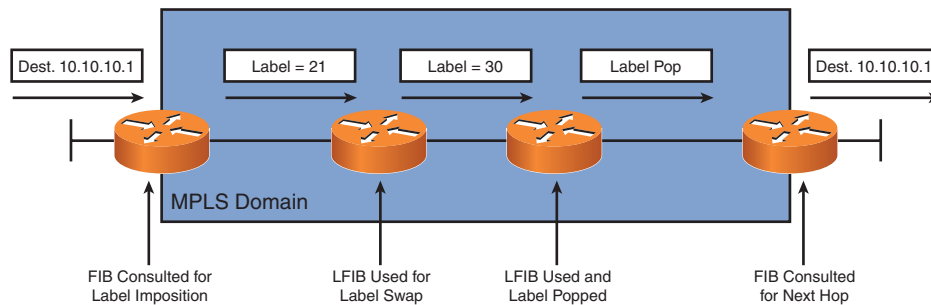 Dest. 10.10.10.1
Label = 21
Label = 30
Label Pop
Dest. 10.10.10.1
MPLS Domain
FIB Consulted for
Label Imposition
LFIB Used for
Label Swap
LFIB Used and
Label Popped
FIB Consulted
for Next Hop